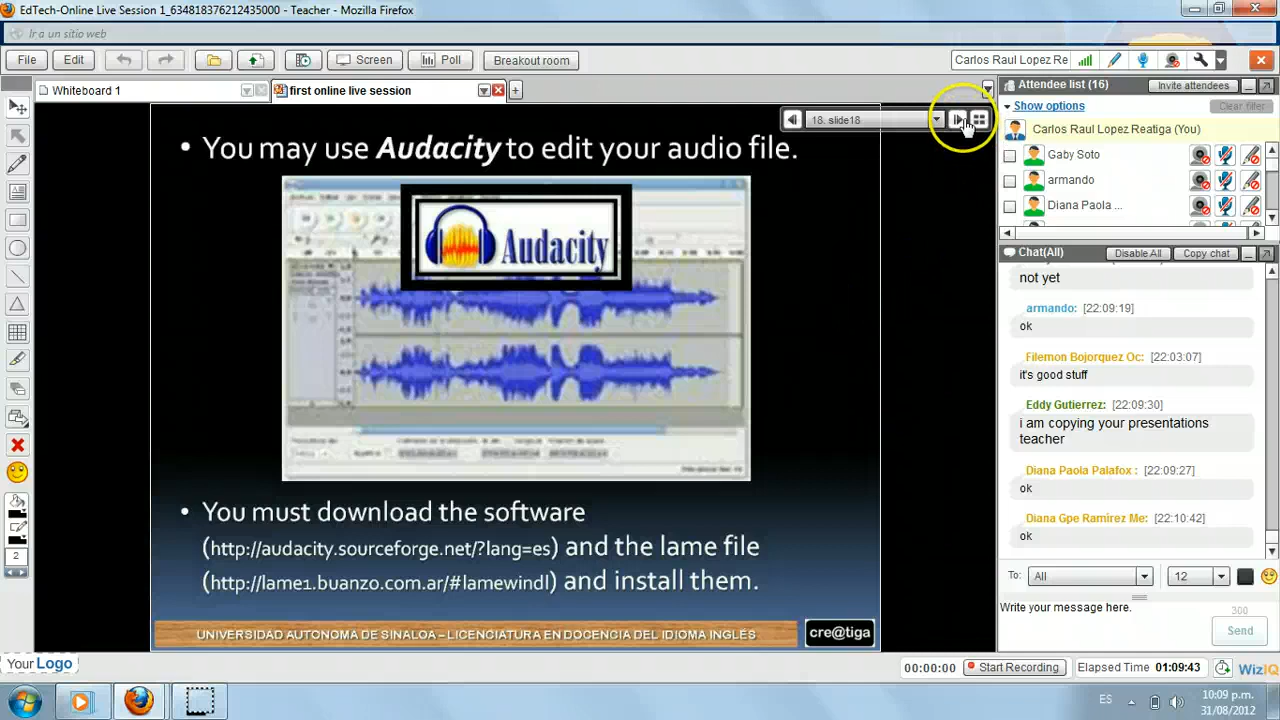 EdTech-Online Live Session 1_634818376212435000 - Teacher - Mozilla Firefox
Ir a un sitio web
File
Edit
Screen
Poll
Breakout room
Carlos Raul Lopez Re
Whiteboard 1
first online live session
Attendee list (16)
Invite attendees
Show options
Clear filter
18. slide18
Carlos Raul Lopez Reatiga (You)
Gaby Soto
armando
Diana Paola ...
• You may use Audacity to edit your audio file.
Audacity
• You must download the software
(http://audacity.sourceforge.net/?lang=es) and the lame file
(http://lame1.buanzo.com.ar/#lamewindl) and install them.
UNIVERSIDAD AUTONOMA DE SINALOA – LICENCIATURA EN DOCENCIA DEL IDIOMA INGLÉS
cre@tiga
Chat(All)
Disable All
Copy chat
not yet
armando: [22:09:19]
ok
Filemon Bojorquez Oc: [22:03:07]
it's good stuff
Eddy Gutierrez: [22:09:30]
i am copying your presentations
teacher
Diana Paola Palafox : [22:09:27]
ok
Diana Gpe Ramirez Me: [22:10:42]
ok
To:
All
12
Write your message here.
300
Send
2
Your Logo
00:00:00
Start Recording
Elapsed Time 01:09:43
WizIQ
ES
10:09 p.m.
31/08/2012